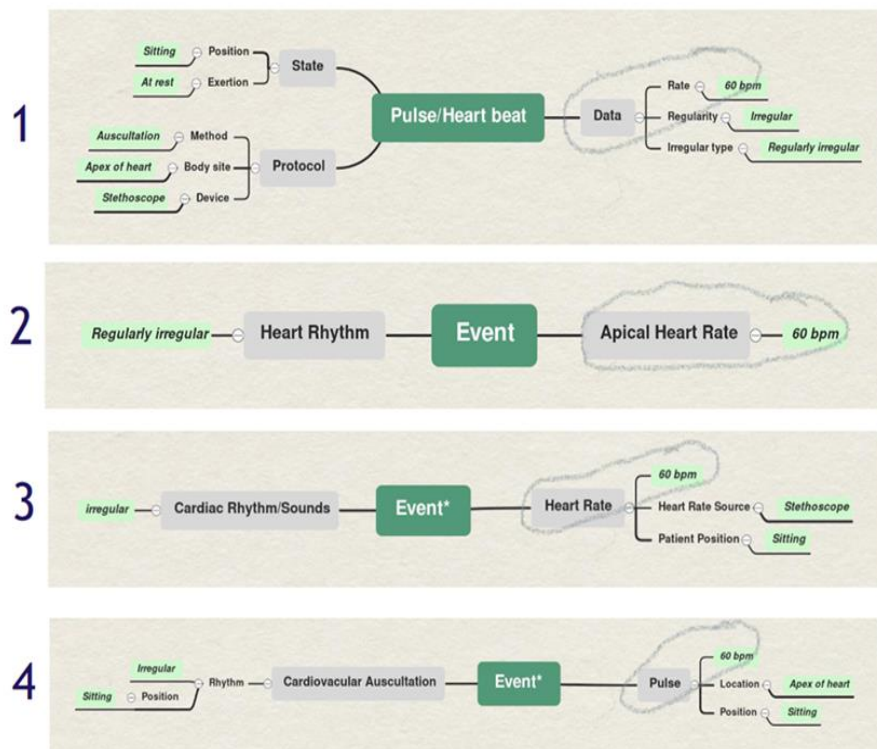 1
Sitting Position
At rest Exertion
State
Auscultation Method
Apex of heart Body site
Stethoscope Device
Protocol
Pulse/Heart beat
Data
Rate 60 bpm
Regularity Irregular
Irregular type Regularly irregular
2
Regularly irregular Heart Rhythm Event Apical Heart Rate 60 bpm
3
irregular Cardiac Rhythm/Sounds Event* Heart Rate
60 bpm
Heart Rate Source Stethoscope
Patient Position Sitting
4
Irregular
Sitting Position
Rhythm Cardiovacular Auscultation Event* Pulse
60 bpm
Location Apex of heart
Position Sitting